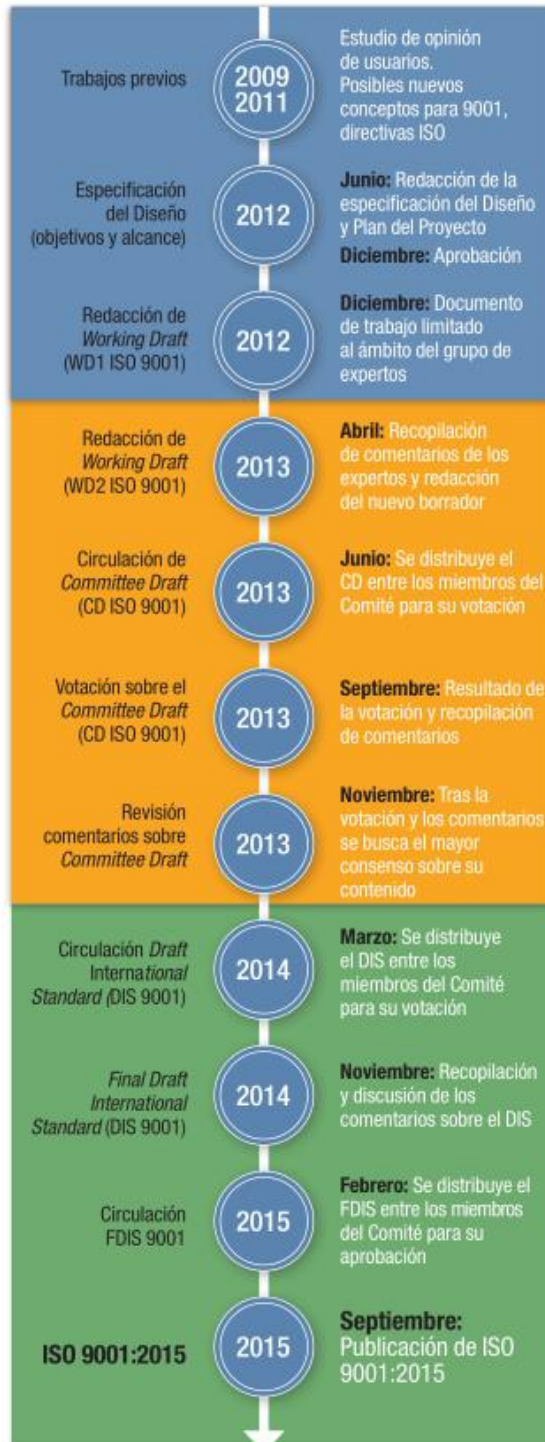 Trabajos previos
2009
2011
Estudio de opinión
de usuarios.
Posibles nuevos
conceptos para 9001,
directivas ISO
Especificación
del Diseño
(objetivos y alcance)
2012
Junio: Redacción de la
especificación del Diseño
y Plan del Proyecto
Diciembre: Aprobación
Redacción de
Working Draft
(WD1 ISO 9001)
2012
Diciembre: Documento
de trabajo limitado
al ámbito del grupo de
expertos
Redacción de
Working Draft
(WD2 ISO 9001)
2013
Abril: Recopilación
de comentarios de los
expertos y redacción
del nuevo borrador
Circulación de
Committee Draft
(CD ISO 9001)
2013
Junio: Se distribuye el
CD entre los miembros del
Comité para su votación
Votación sobre el
Committee Draft
(CD ISO 9001)
2013
Septiembre: Resultado de
la votación y recopilación
de comentarios
Revisión
comentarios sobre
Committee Draft
2013
Noviembre: Tras la
votación y los comentarios
se busca el mayor
consenso sobre su
contenido
Circulación Draft
International
Standard (DIS 9001)
2014
Marzo: Se distribuye
el DIS entre los
miembros del Comité
para su votación
Final Draft
International
Standard (DIS 9001)
2014
Noviembre: Recopilación
y discusión de los
comentarios sobre el DIS
Circulación
FDIS 9001
2015
Febrero: Se distribuye el
FDIS entre los miembros
del Comité para su
aprobación
ISO 9001:2015
2015
Septiembre:
Publicación de ISO
9001:2015